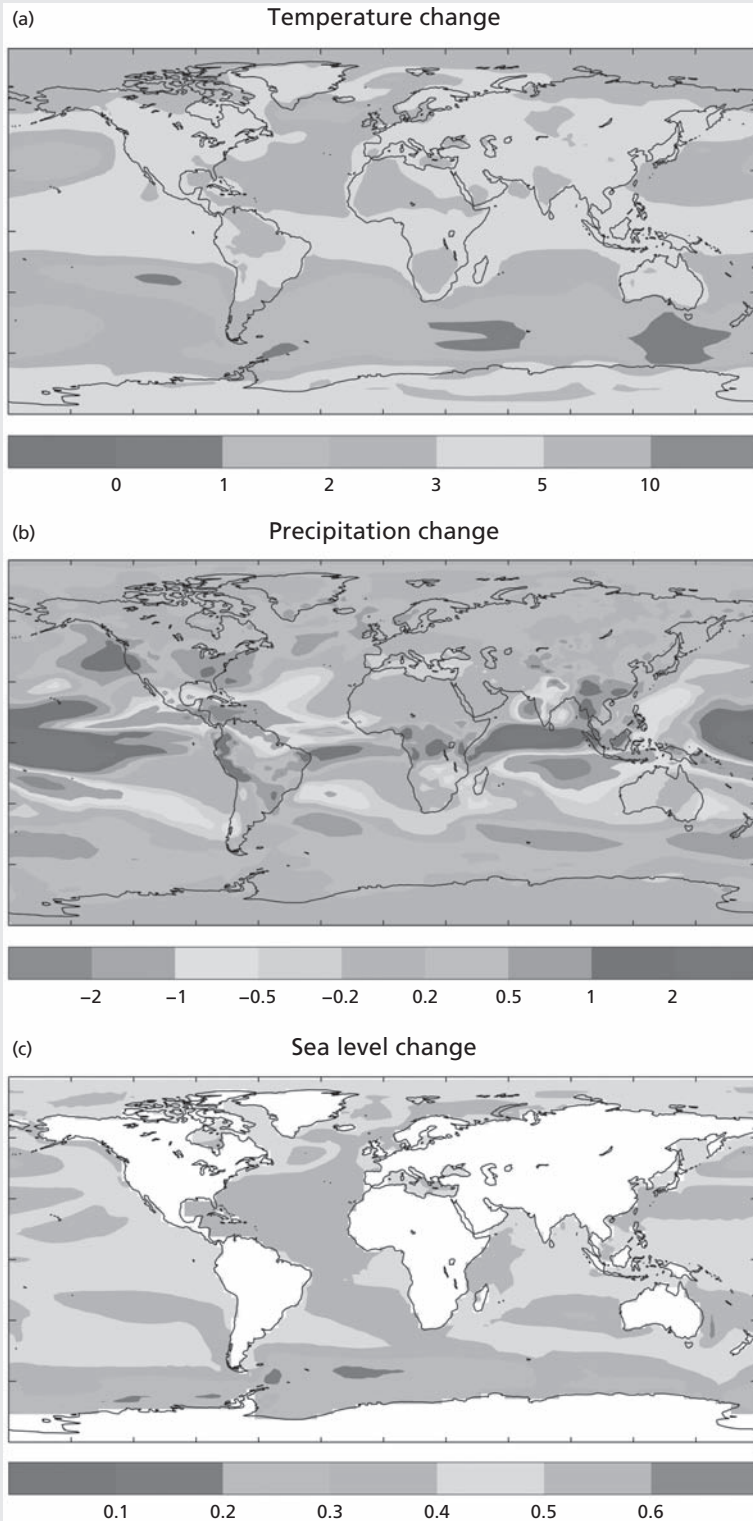 (a) Temperature change
0 1 2 3 5 10
(b) Precipitation change
−2 −1 −0.5 −0.2 0.2 0.5 1 2
(c) Sea level change
0.1 0.2 0.3 0.4 0.5 0.6